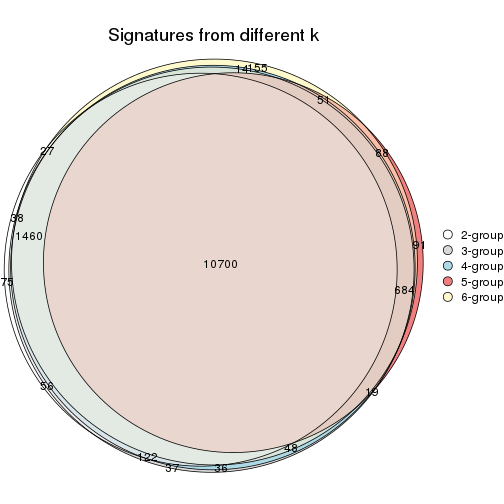 Signatures from different k
14
155
51
27
88
38
1460
91
10700
75
684
56
19
48
122
37
36
2-group
3-group
4-group
5-group
6-group